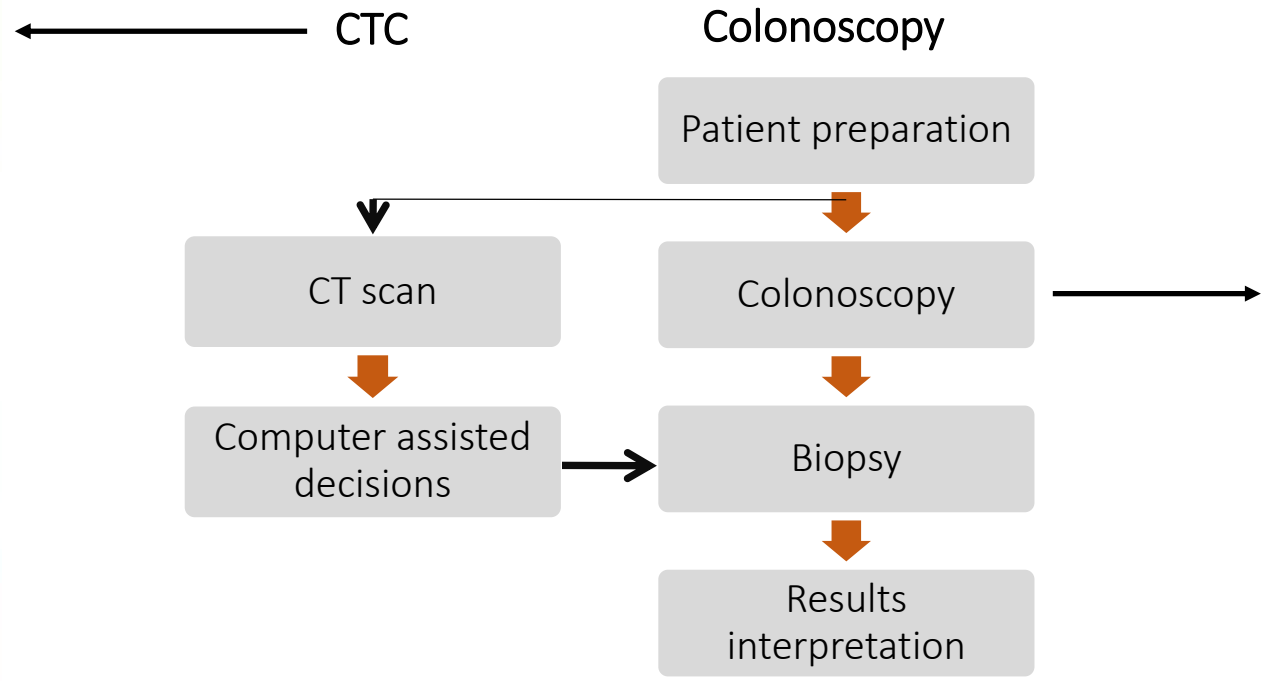 CTC
Colonoscopy
Patient preparation
CT scan
Colonoscopy
Computer assisted
decisions
Biopsy
Results
interpretation